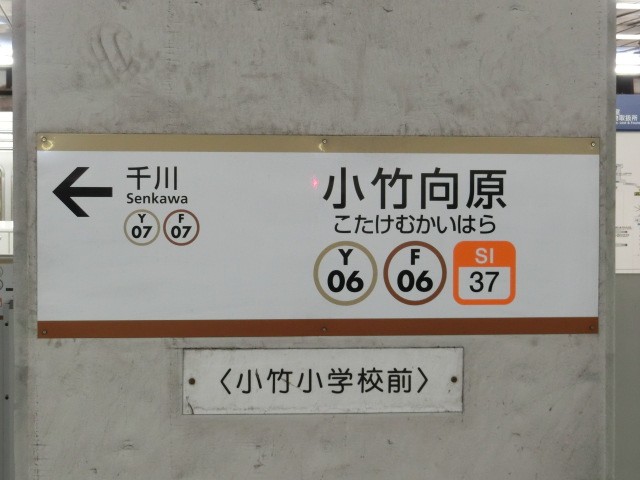 千川
Senkawa
Y 07 F 07
小竹向原
こたけむかいはら
Y 06 F 06 SI 37
〈小竹小学校前〉